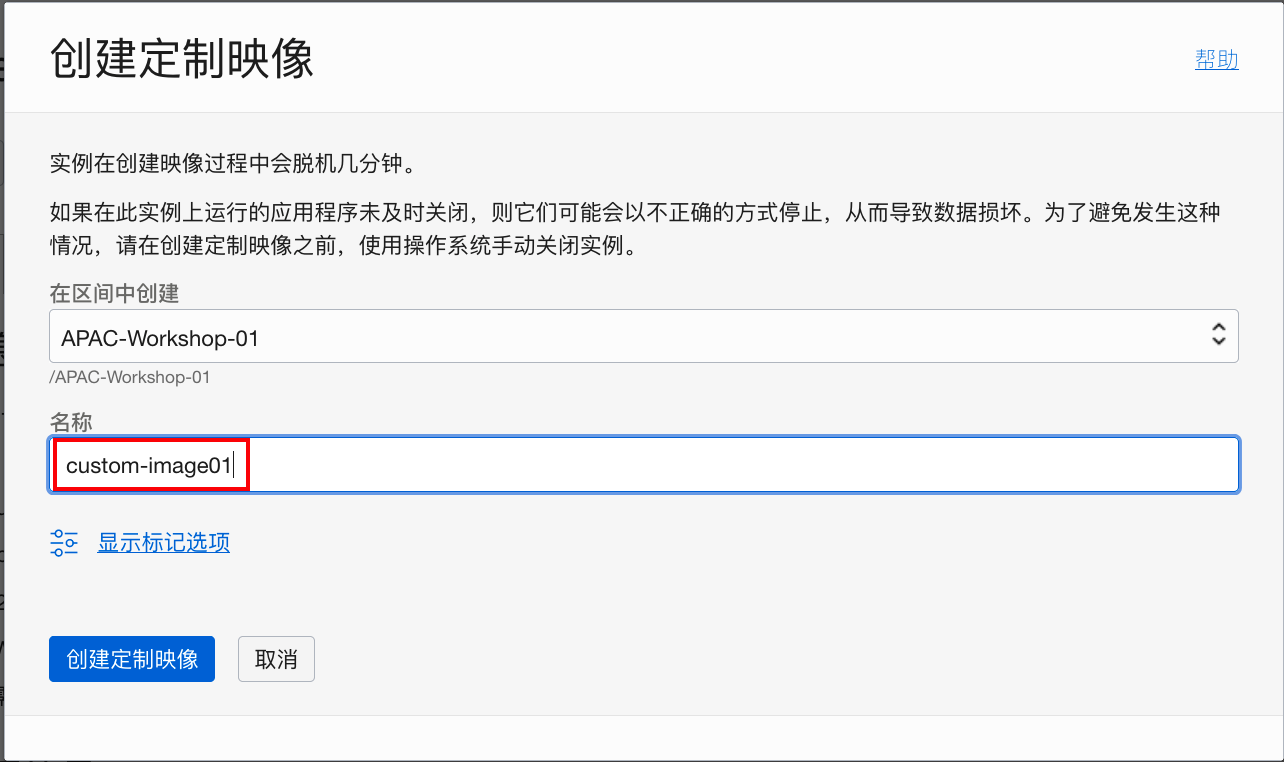 创建定制映像
帮助
实例在创建映像过程中会脱机几分钟。
如果在此实例上运行的应用程序未及时关闭，则它们可能会以不正确的方式停止，从而导致数据损坏。为了避免发生这种
情况，请在创建定制映像之前，使用操作系统手动关闭实例。
在区间中创建
APAC-Workshop-01
/APAC-Workshop-01
名称
custom-image01
显示标记选项
创建定制映像
取消